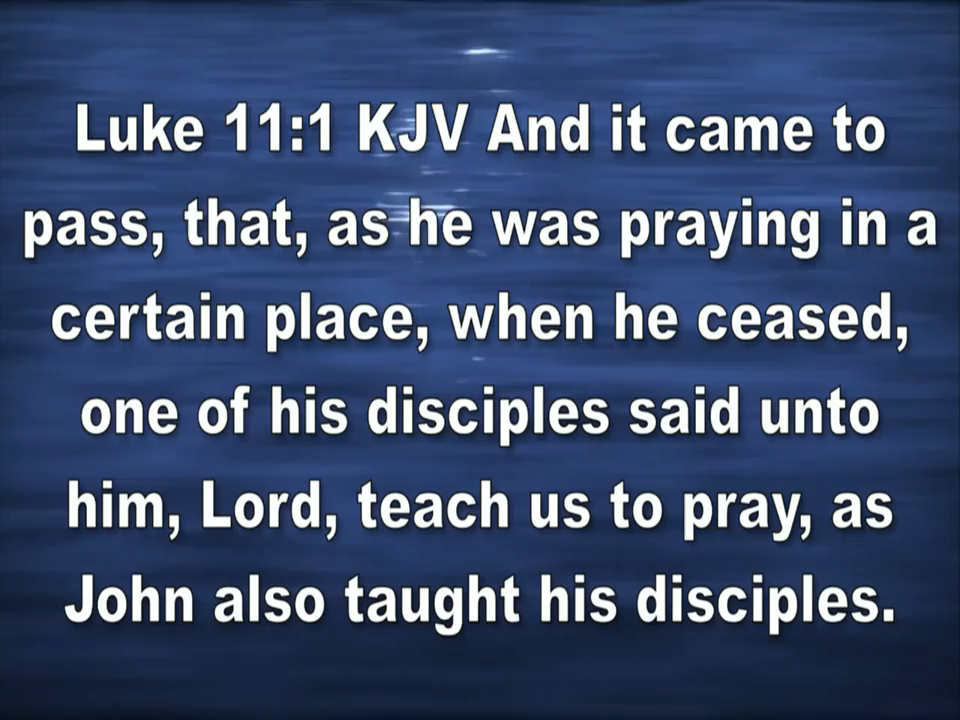 Luke 11:1 KJV And it came to
pass, that, as he was praying in a
certain place, when he ceased,
one of his disciples said unto
him, Lord, teach us to pray, as
John also taught his disciples.